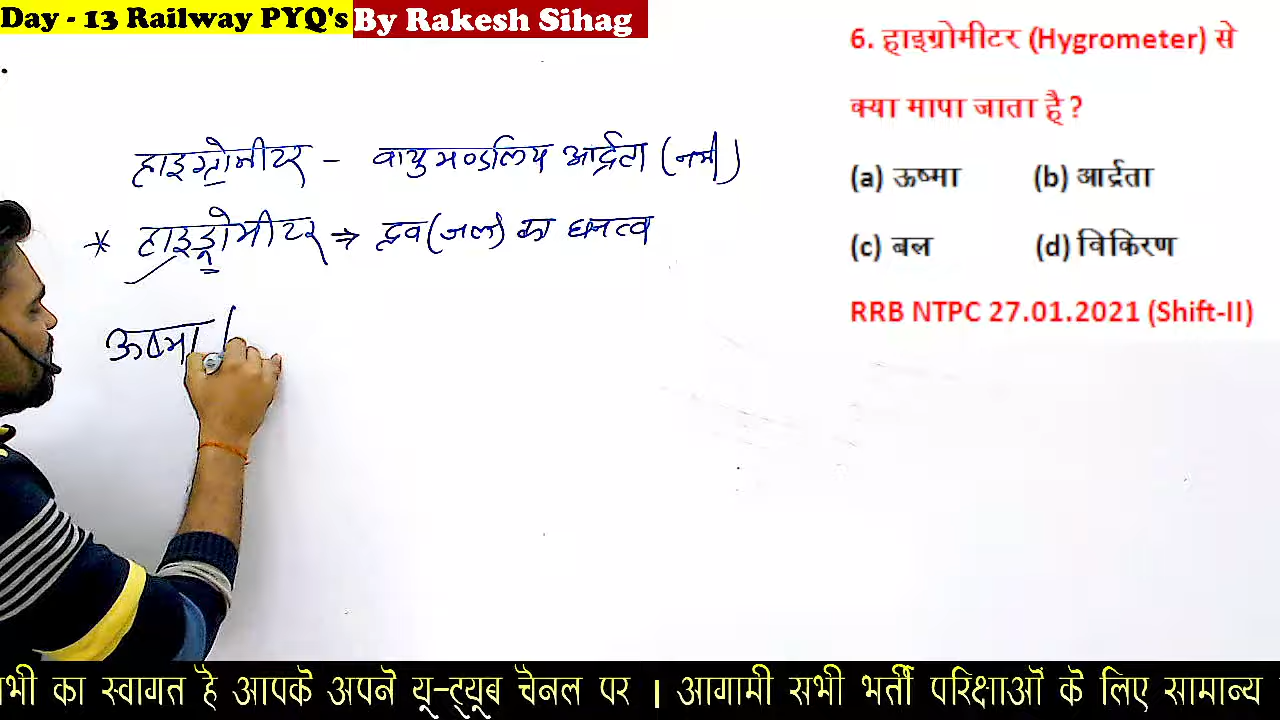 Day - 13 Railway PYQ's By Rakesh Sihag
6. हाइग्रोमीटर (Hygrometer) से
क्या मापा जाता है ?
(a) ऊष्मा (b) आर्द्रता
(c) बल (d) विकिरण
RRB NTPC 27.01.2021 (Shift-II)
हाइग्रोमीटर - वायुमण्डलिय आर्द्रता (नमी)
* हाइड्रोमीटर ⇒ द्रव (जल) का घनत्व
ऊष्मा
भी का स्वागत है आपके अपने यू-ट्यूब चैनल पर । आगामी सभी भर्ती परिक्षाओं के लिए सामान्य